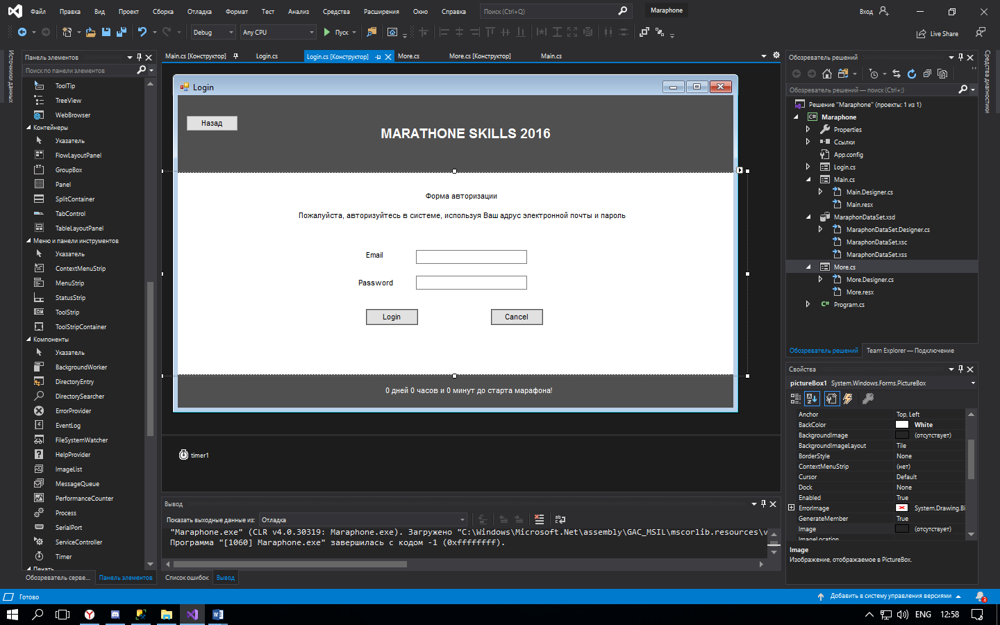 Файл Правка Вид Проект Сборка Отладка Формат Тест Анализ Средства Расширения Окно Справка Поиск (Ctrl+Q) Maraphone Вход
Debug Any CPU Пуск Live Share
Источники данных
Панель элементов
Поиск по панели элементов
ToolTip
TreeView
WebBrowser
Контейнеры
Указатель
FlowLayoutPanel
GroupBox
Panel
SplitContainer
TabControl
TableLayoutPanel
Меню и панели инструментов
Указатель
ContextMenuStrip
MenuStrip
StatusStrip
ToolStrip
ToolStripContainer
Компоненты
Указатель
BackgroundWorker
DirectoryEntry
DirectorySearcher
ErrorProvider
EventLog
FileSystemWatcher
HelpProvider
ImageList
MessageQueue
PerformanceCounter
Process
SerialPort
ServiceController
Timer
Печать
Обозреватель серве... Панель элементов
Main.cs [Конструктор] Login.cs Login.cs [Конструктор] More.cs More.cs [Конструктор] Main.cs
Login
Назад
MARATHONE SKILLS 2016
Форма авторизации
Пожалуйста, авторизуйтесь в системе, используя Ваш адрус электронной почты и пароль
Email
Password
Login Cancel
0 дней 0 часов и 0 минут до старта марафона!
timer1
Вывод
Показать выходные данные из: Отладка
"Maraphone.exe" (CLR v4.0.30319: Maraphone.exe). Загружено "C:\Windows\Microsoft.Net\assembly\GAC_MSIL\mscorlib.resources\v
Программа "[1060] Maraphone.exe" завершилась с кодом -1 (0xffffffff).
Список ошибок Вывод
Обозреватель решений
Обозреватель решений — поиск (Ctrl+;)
Решение "Maraphone" (проекты: 1 из 1)
Maraphone
Properties
Ссылки
App.config
Login.cs
Main.cs
Main.Designer.cs
Main.resx
MaraphonDataSet.xsd
MaraphonDataSet.Designer.cs
MaraphonDataSet.xsc
MaraphonDataSet.xss
More.cs
More.Designer.cs
More.resx
Program.cs
Обозреватель решений Team Explorer — Подключение
Средства диагностики
Свойства
pictureBox1 System.Windows.Forms.PictureBox
Anchor Top, Left
BackColor White
BackgroundImage (отсутствует)
BackgroundImageLayout Tile
BorderStyle None
ContextMenuStrip (нет)
Cursor Default
Dock None
Enabled True
ErrorImage System.Drawing.Bi
GenerateMember True
Image (отсутствует)
ImageLocation
Image
Изображение, отображаемое в PictureBox.
Готово Добавить в систему управления версиями 3
ENG 12:58